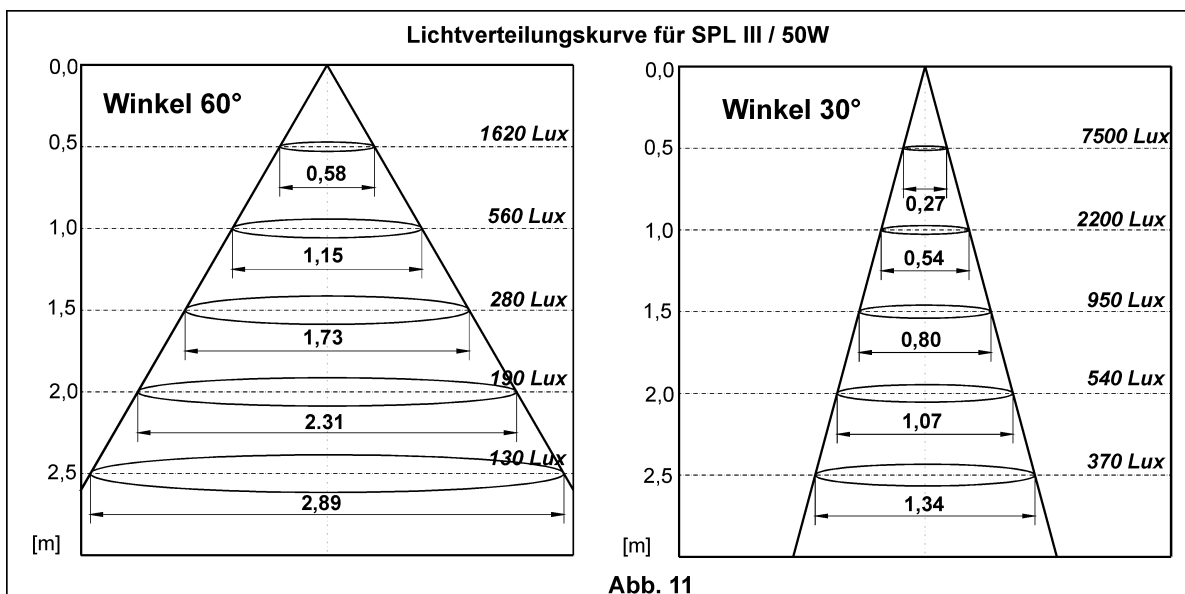 Lichtverteilungskurve für SPL III / 50W
Winkel 60°
0,0
0,5
1620 Lux
0,58
1,0
560 Lux
1,15
1,5
280 Lux
1,73
2,0
190 Lux
2.31
2,5
130 Lux
2,89
[m]
Winkel 30°
0,0
0,5
7500 Lux
0,27
1,0
2200 Lux
0,54
1,5
950 Lux
0,80
2,0
540 Lux
1,07
2,5
370 Lux
1,34
[m]
Abb. 11